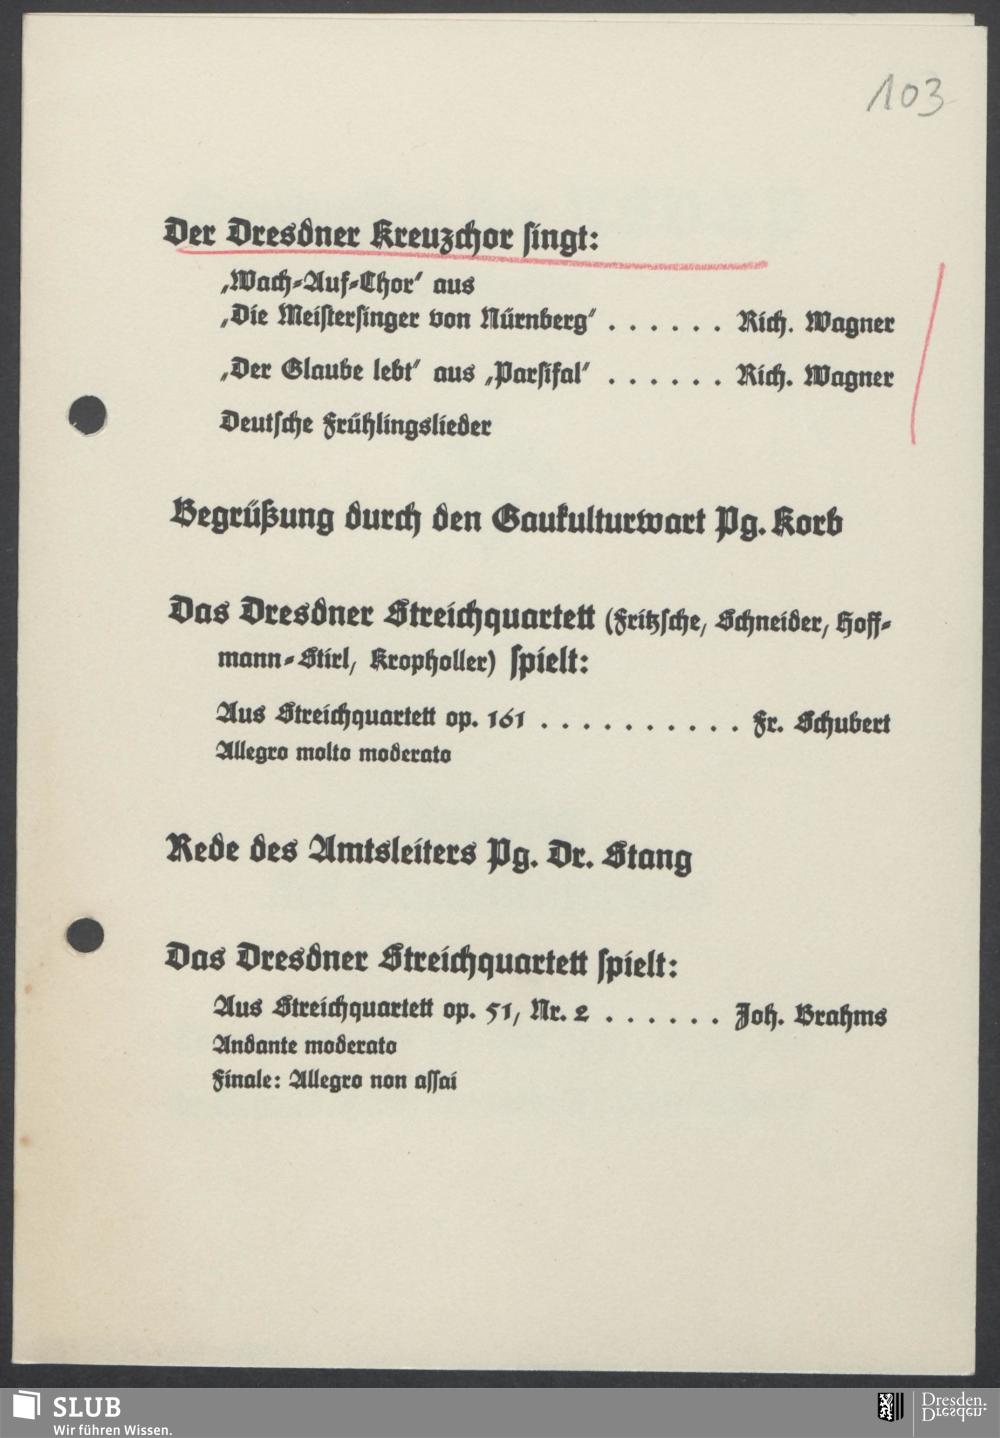 103
Der Dresdner Kreuzchor singt:
„Wach-Auf-Chor“ aus
„Die Meistersinger von Nürnberg“ . . . . . . Rich. Wagner
„Der Glaube lebt“ aus „Parsifal“ . . . . . . Rich. Wagner
Deutsche Frühlingslieder
Begrüßung durch den Gaukulturwart Pg. Korb
Das Dresdner Streichquartett (Fritzsche, Schneider, Hoff-
mann-Stirl, Kropholler) spielt:
Aus Streichquartett op. 161 . . . . . . . . . . Fr. Schubert
Allegro molto moderato
Rede des Amtsleiters Pg. Dr. Stang
Das Dresdner Streichquartett spielt:
Aus Streichquartett op. 51, Nr. 2 . . . . . . Joh. Brahms
Andante moderato
Finale: Allegro non assai
SLUB
Wir führen Wissen.
Dresden.
Dresden.